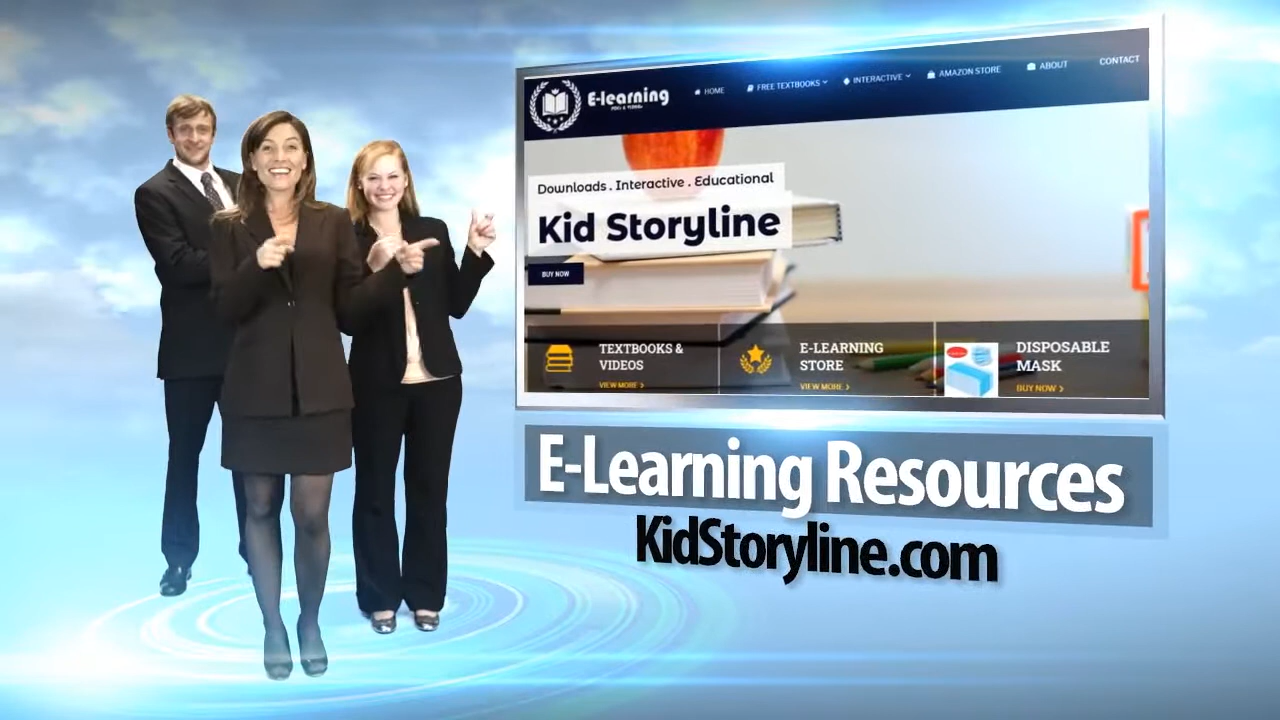 E-learning
HOME
FREE TEXTBOOKS
INTERACTIVE
AMAZON STORE
ABOUT
CONTACT
Downloads . Interactive . Educational
Kid Storyline
BUY NOW
TEXTBOOKS &
VIDEOS
VIEW MORE >
E-LEARNING
STORE
VIEW MORE >
DISPOSABLE
MASK
BUY NOW >
E-Learning Resources
KidStoryline.com